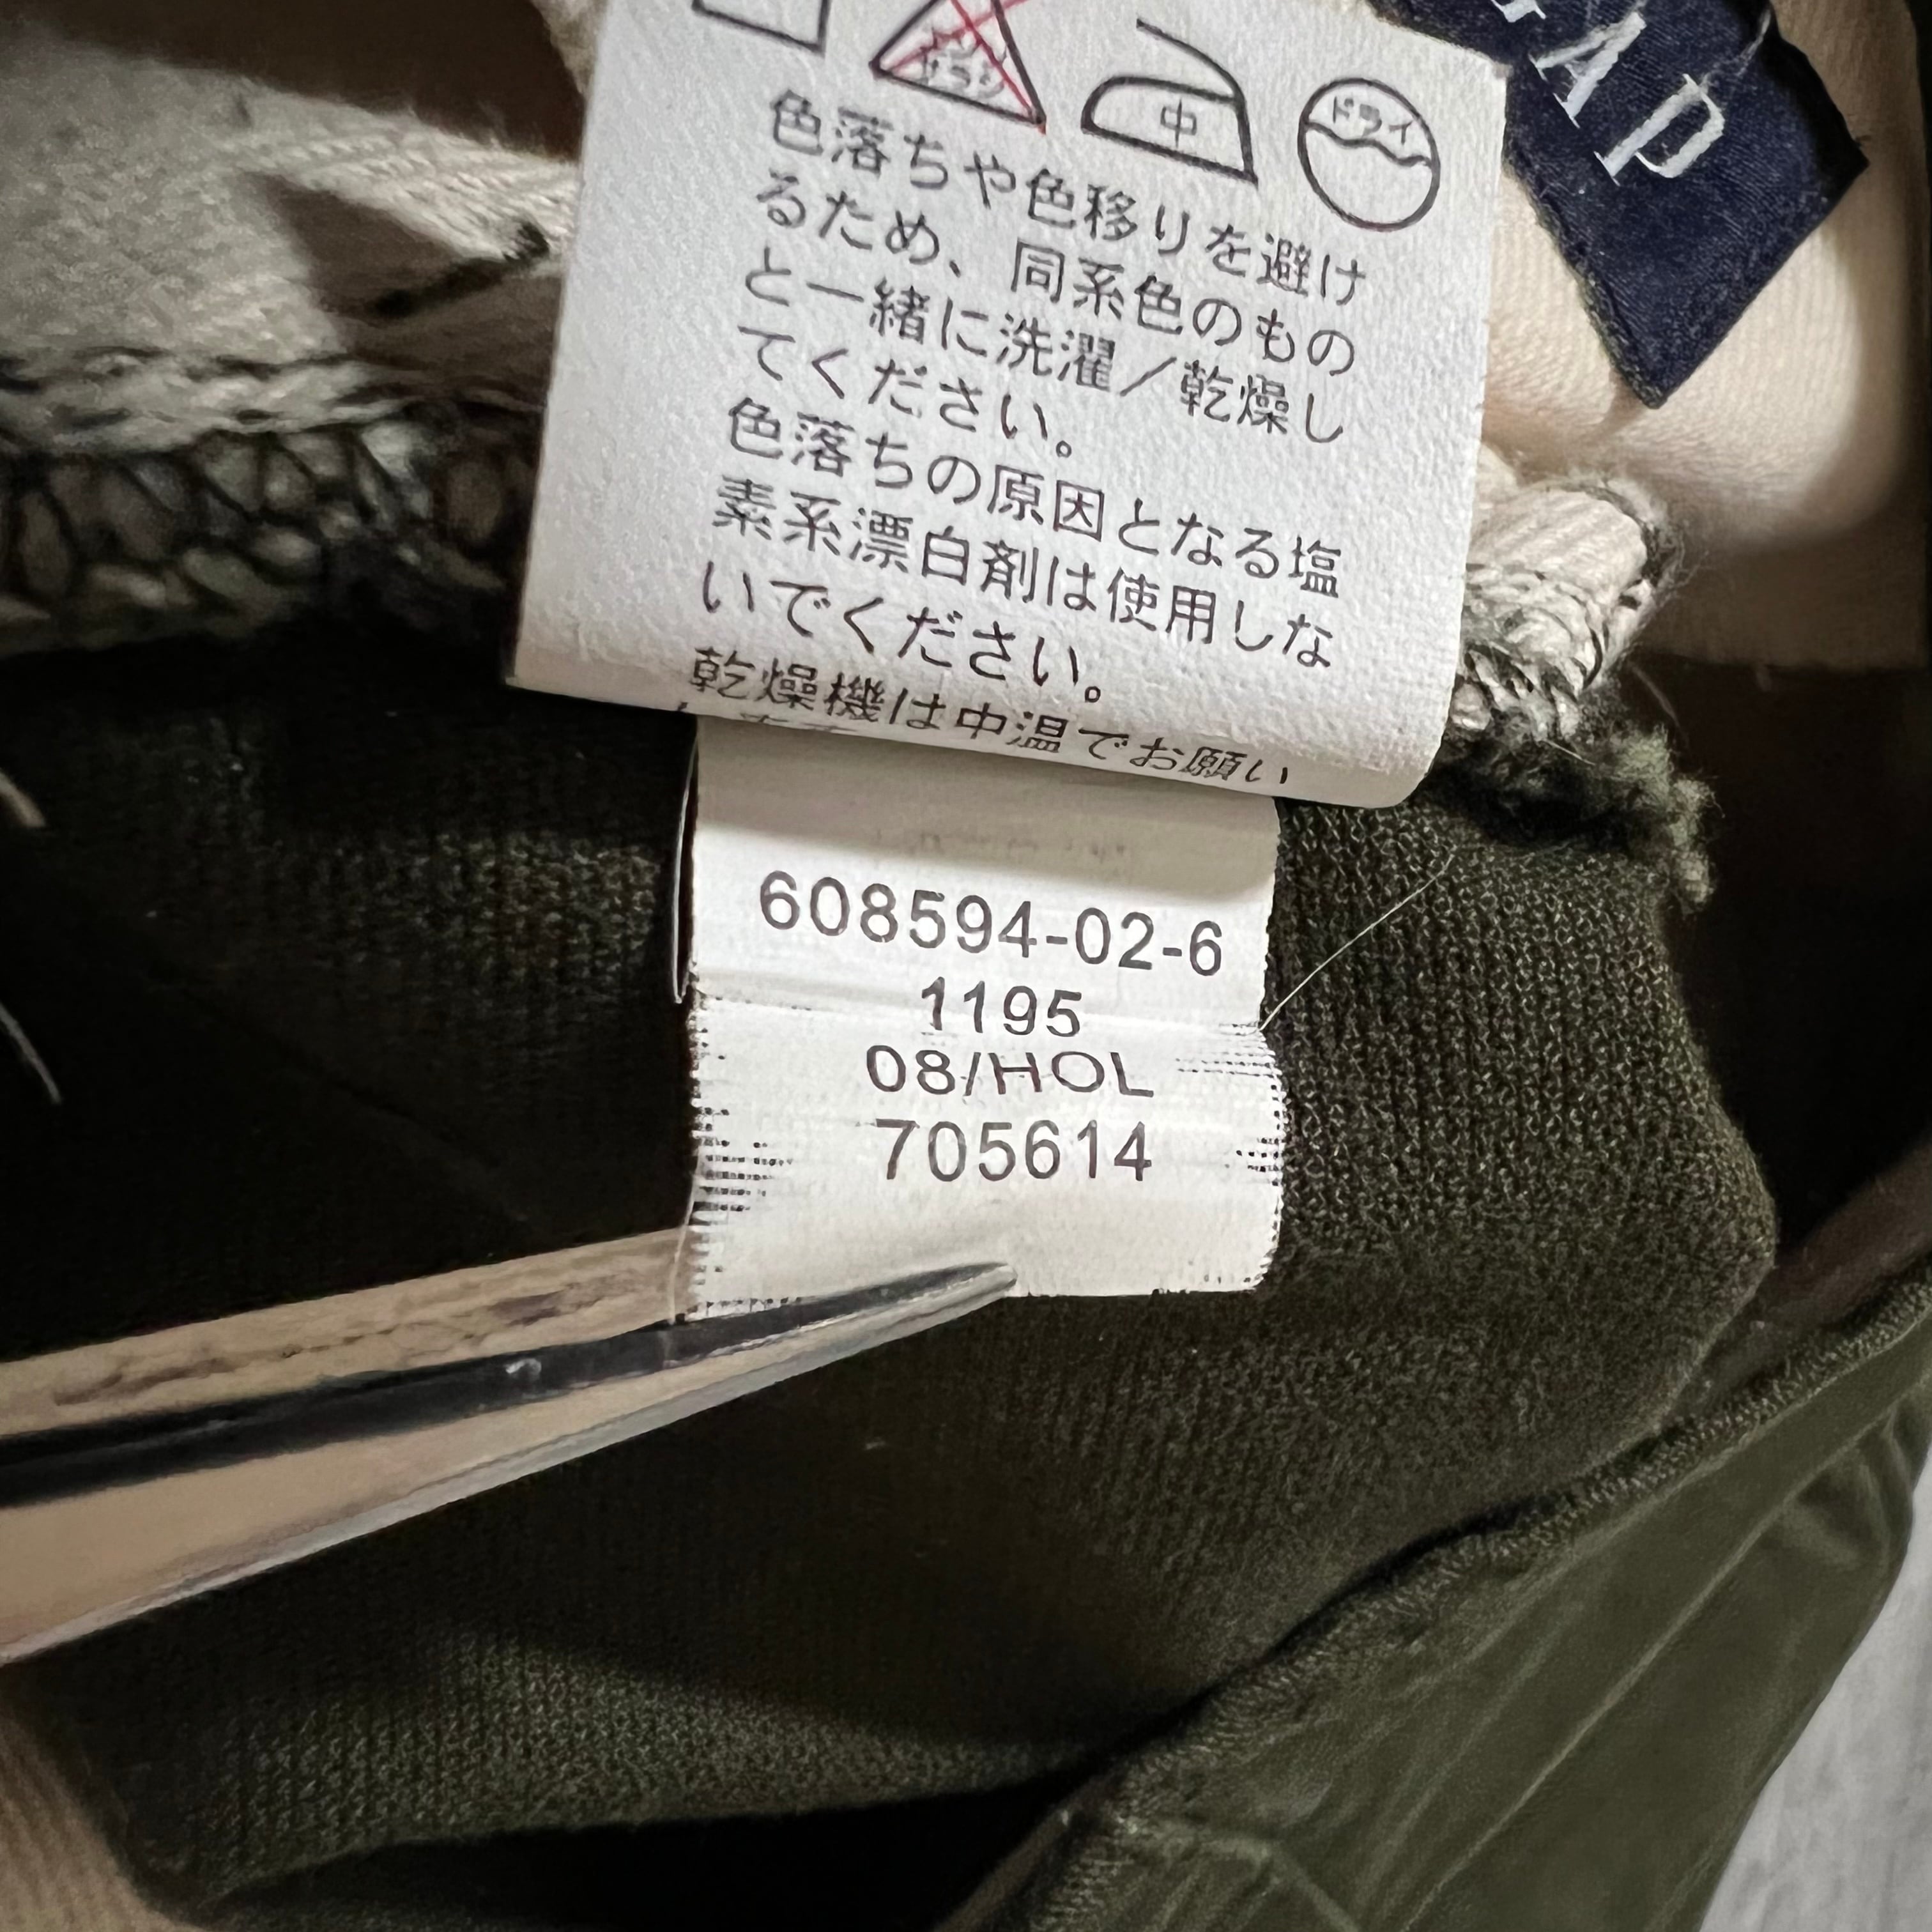 サラシ
中
ドライ
GAP
色落ちや色移りを避け
るため、同系色のもの
と一緒に洗濯／乾燥し
てください。
色落ちの原因となる塩
素系漂白剤は使用しな
いでください。
乾燥機は中温でお願い
608594-02-6
1195
08/HOL
705614